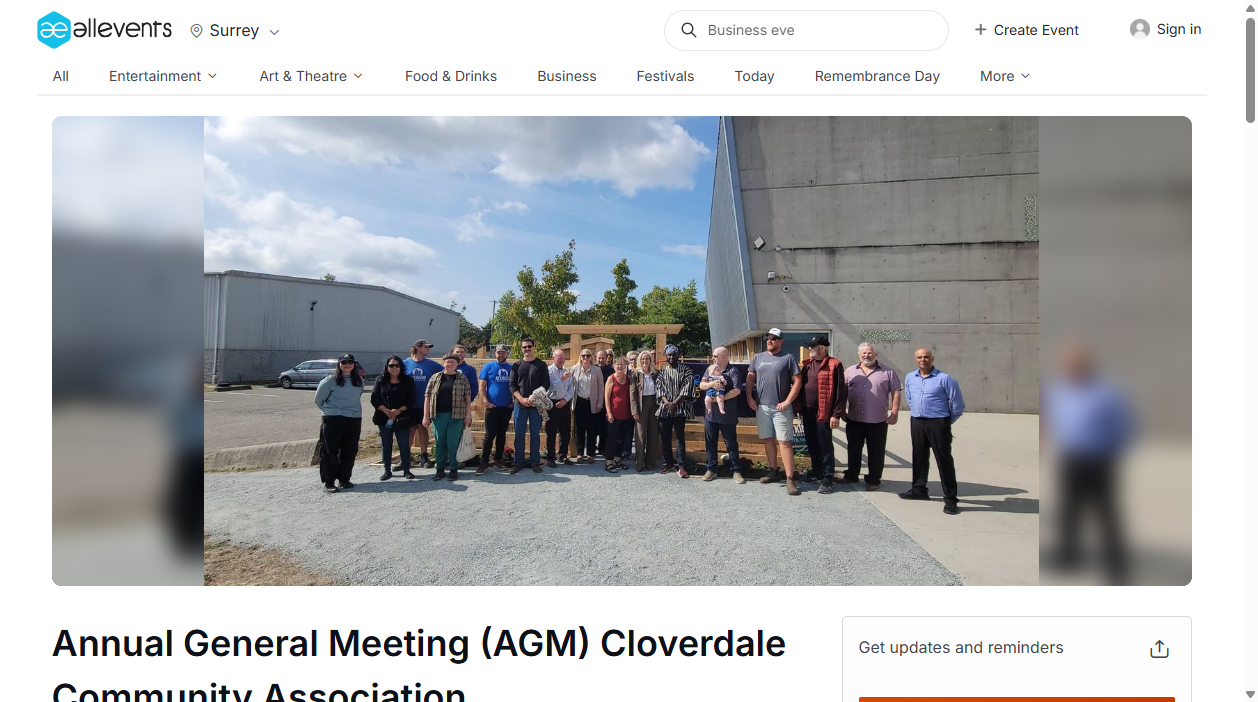 allevents
Surrey
Business eve
Create Event
Sign in
All
Entertainment
Art & Theatre
Food & Drinks
Business
Festivals
Today
Remembrance Day
More
Annual General Meeting (AGM) Cloverdale
Community Association
Get updates and reminders